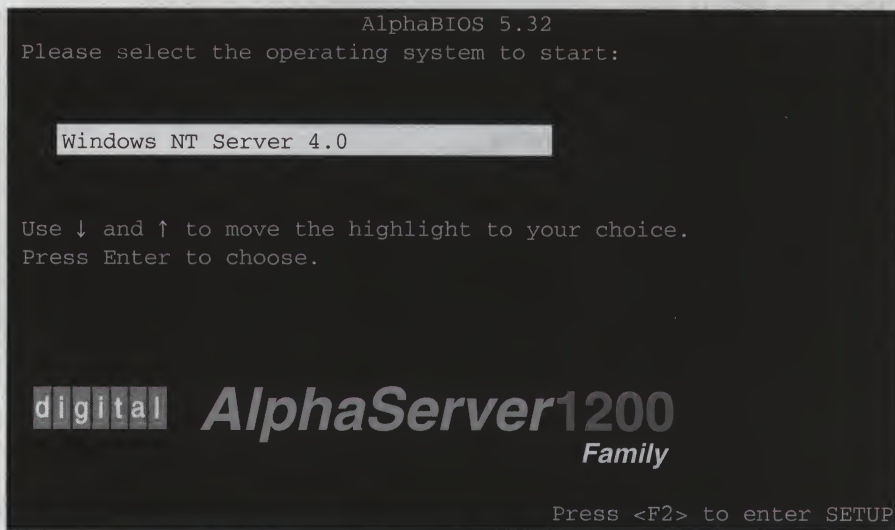 AlphaBIOS 5.32
Please select the operating system to start:
Windows NT Server 4.0
Use ↓ and ↑ to move the highlight to your choice.
Press Enter to choose.
digital AlphaServer1200
Family
Press <F2> to enter SETUP